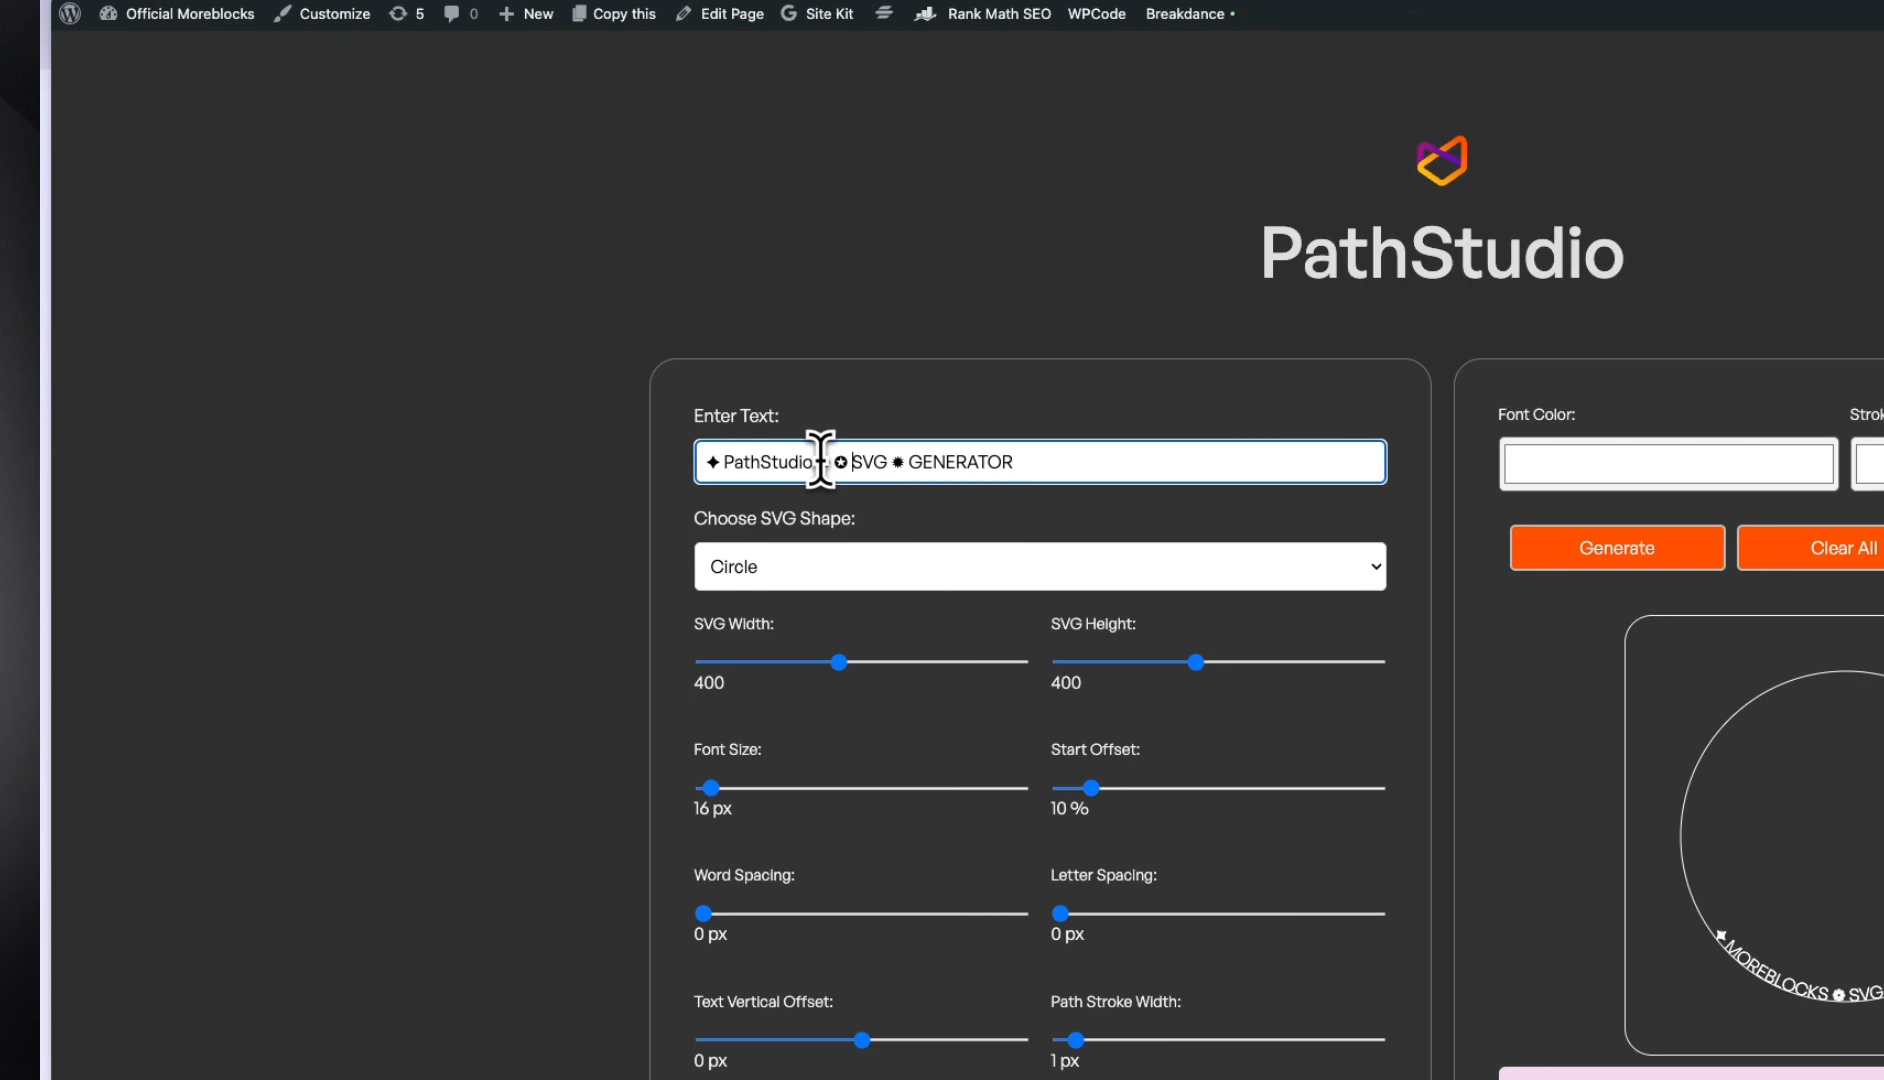 Official Moreblocks Customize 5 0 New Copy this Edit Page Site Kit Rank Math SEO WPCode Breakdance
PathStudio
Enter Text:
✦ PathStudio ✪ SVG ✹ GENERATOR
Choose SVG Shape:
Circle
SVG Width:
SVG Height:
400
400
Font Size:
Start Offset:
16 px
10 %
Word Spacing:
Letter Spacing:
0 px
0 px
Text Vertical Offset:
Path Stroke Width:
0 px
1 px
Font Color:
Strok
Generate
Clear All
✦ MOREBLOCKS ✹ SVG